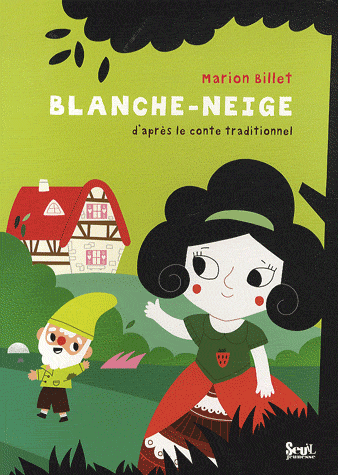 Marion Billet
BLANCHE-NEIGE
d'après le conte traditionnel
Seuil
jeunesse